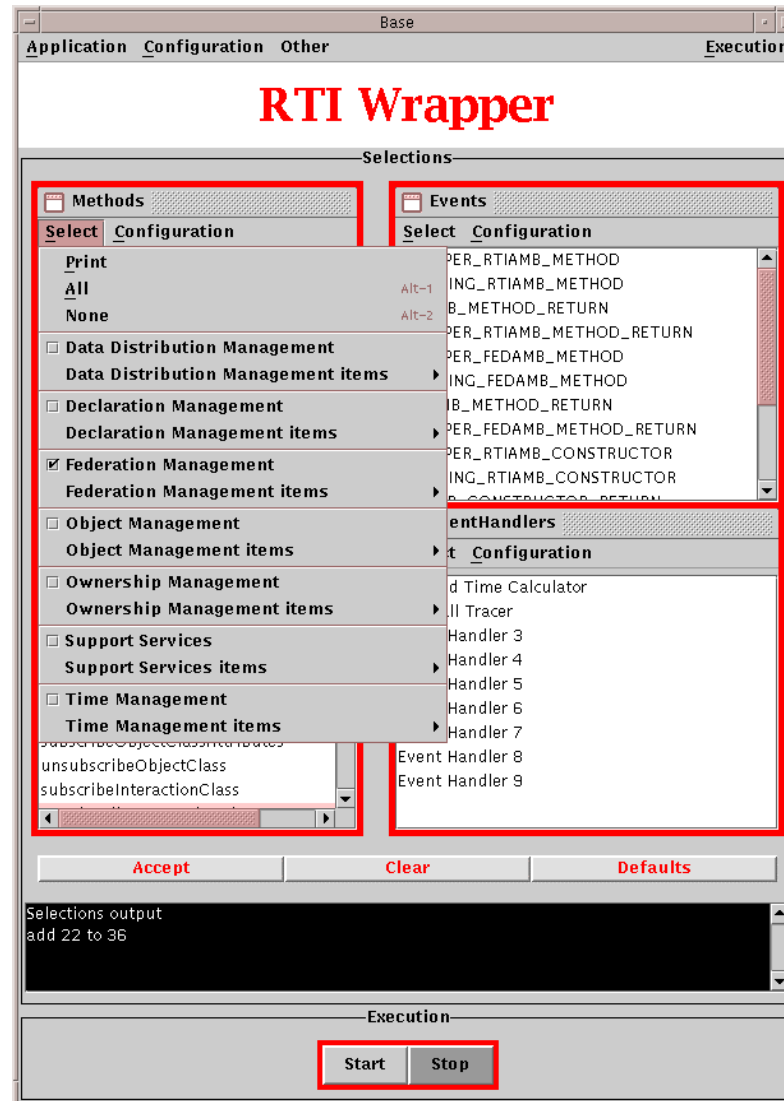 Base
Application Configuration Other Execution
RTI Wrapper
Selections
Methods
Select Configuration
Print
All Alt-1
None Alt-2
Data Distribution Management
Data Distribution Management items
Declaration Management
Declaration Management items
Federation Management
Federation Management items
Object Management
Object Management items
Ownership Management
Ownership Management items
Support Services
Support Services items
Time Management
Time Management items
unsubscribeObjectClass
subscribeInteractionClass
Events
Select Configuration
PER_RTIAMB_METHOD
ING_RTIAMB_METHOD
B_METHOD_RETURN
PER_RTIAMB_METHOD_RETURN
PER_FEDAMB_METHOD
ING_FEDAMB_METHOD
IB_METHOD_RETURN
PER_FEDAMB_METHOD_RETURN
PER_RTIAMB_CONSTRUCTOR
ING_RTIAMB_CONSTRUCTOR
entHandlers
t Configuration
d Time Calculator
ll Tracer
Handler 3
Handler 4
Handler 5
Handler 6
Handler 7
Event Handler 8
Event Handler 9
Accept Clear Defaults
Selections output
add 22 to 36
Execution
Start Stop